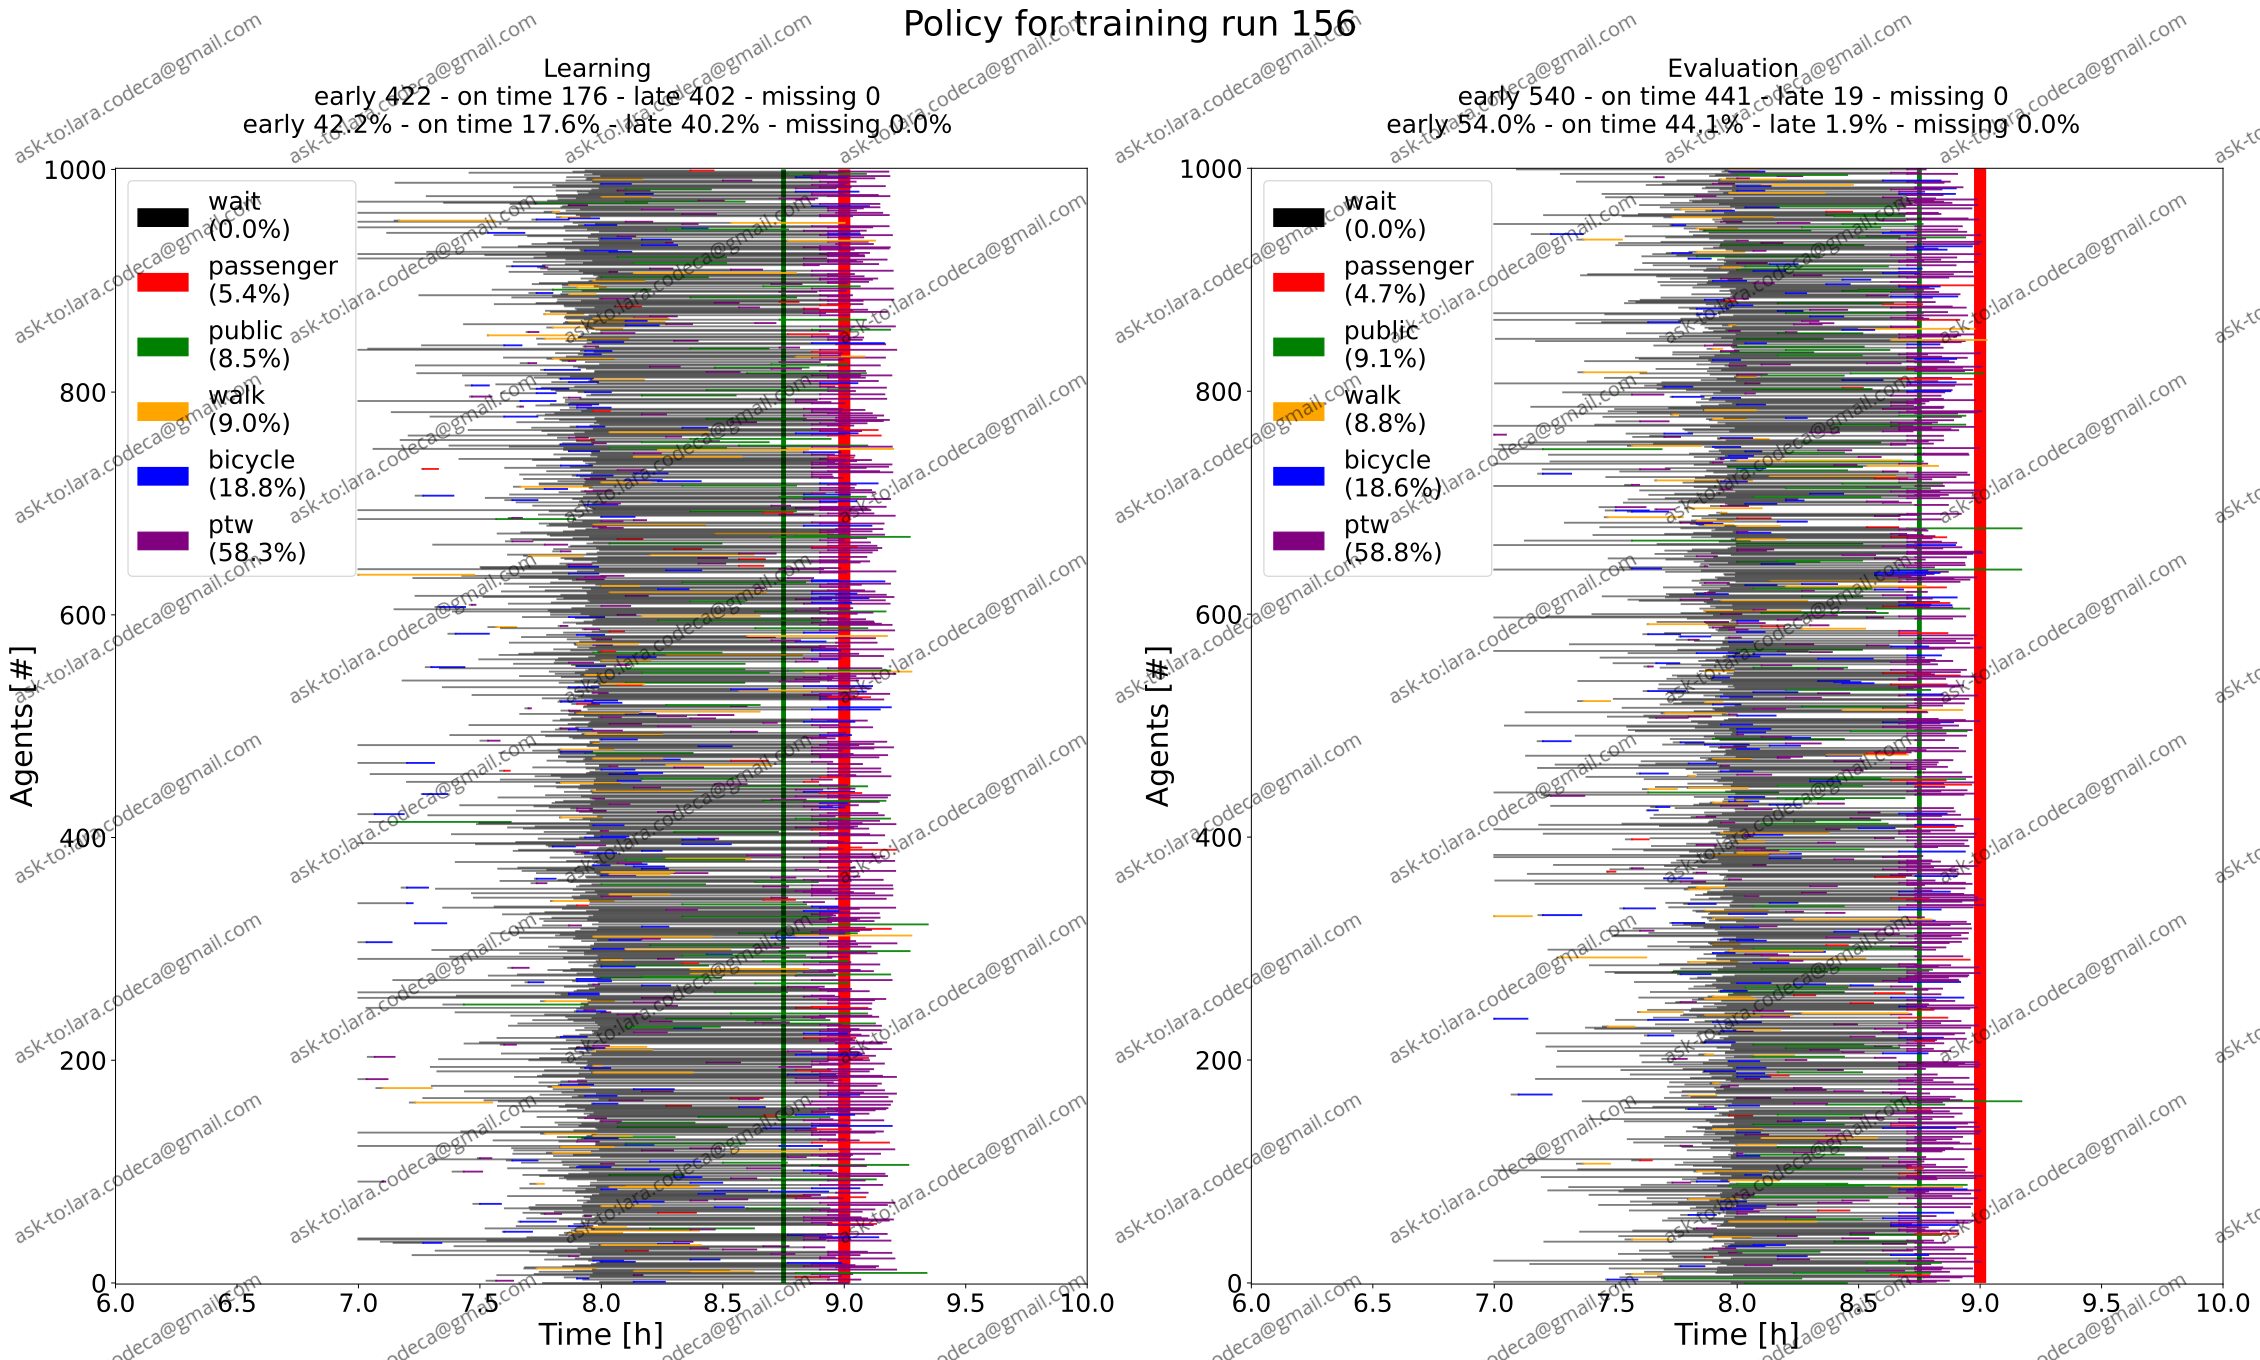 Policy for training run 156
Learning
early 422 - on time 176 - late 402 - missing 0
early 42.2% - on time 17.6% - late 40.2% - missing 0.0%
Agents [#]
1000
800
600
400
200
0
wait
(0.0%)
passenger
(5.4%)
public
(8.5%)
walk
(9.0%)
bicycle
(18.8%)
ptw
(58.3%)
6.0 6.5 7.0 7.5 8.0 8.5 9.0 9.5 10.0
Time [h]
Evaluation
early 540 - on time 441 - late 19 - missing 0
early 54.0% - on time 44.1% - late 1.9% - missing 0.0%
Agents [#]
1000
800
600
400
200
0
wait
(0.0%)
passenger
(4.7%)
public
(9.1%)
walk
(8.8%)
bicycle
(18.6%)
ptw
(58.8%)
6.0 6.5 7.0 7.5 8.0 8.5 9.0 9.5 10.0
Time [h]
ask-to:lara.codeca@gmail.com